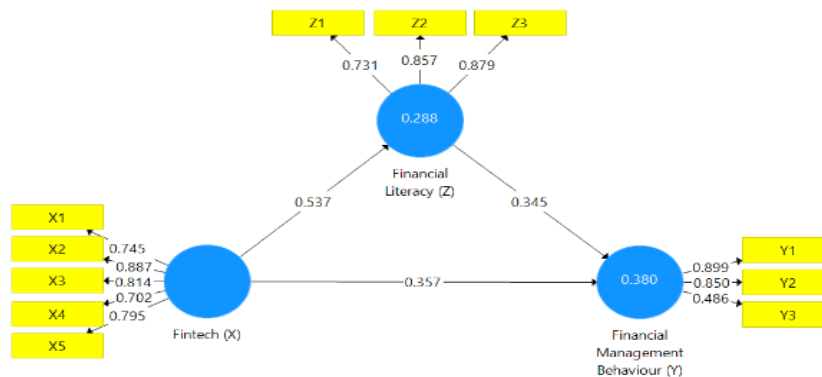 Z1
Z2
Z3
0.731
0.857
0.879
0.288
Financial
Literacy (Z)
0.537
0.345
X1
X2
X3
X4
X5
0.745
0.887
0.814
0.702
0.795
Fintech (X)
0.357
0.380
Financial
Management
Behaviour (Y)
0.899
0.850
0.486
Y1
Y2
Y3